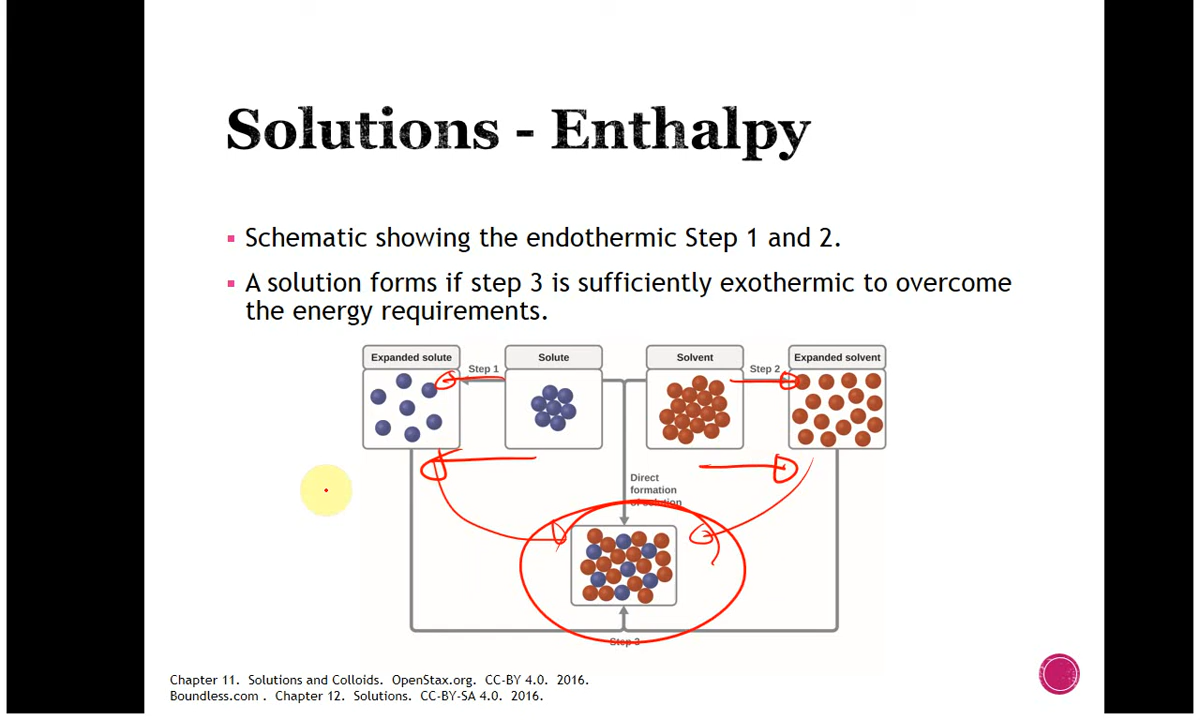 Solutions - Enthalpy
Schematic showing the endothermic Step 1 and 2.
A solution forms if step 3 is sufficiently exothermic to overcome
the energy requirements.
Expanded solute
Step 1
Solute
Solvent
Step 2
Expanded solvent
Direct
formation
of solution
Step 3
Chapter 11. Solutions and Colloids. OpenStax.org. CC-BY 4.0. 2016.
Boundless.com . Chapter 12. Solutions. CC-BY-SA 4.0. 2016.